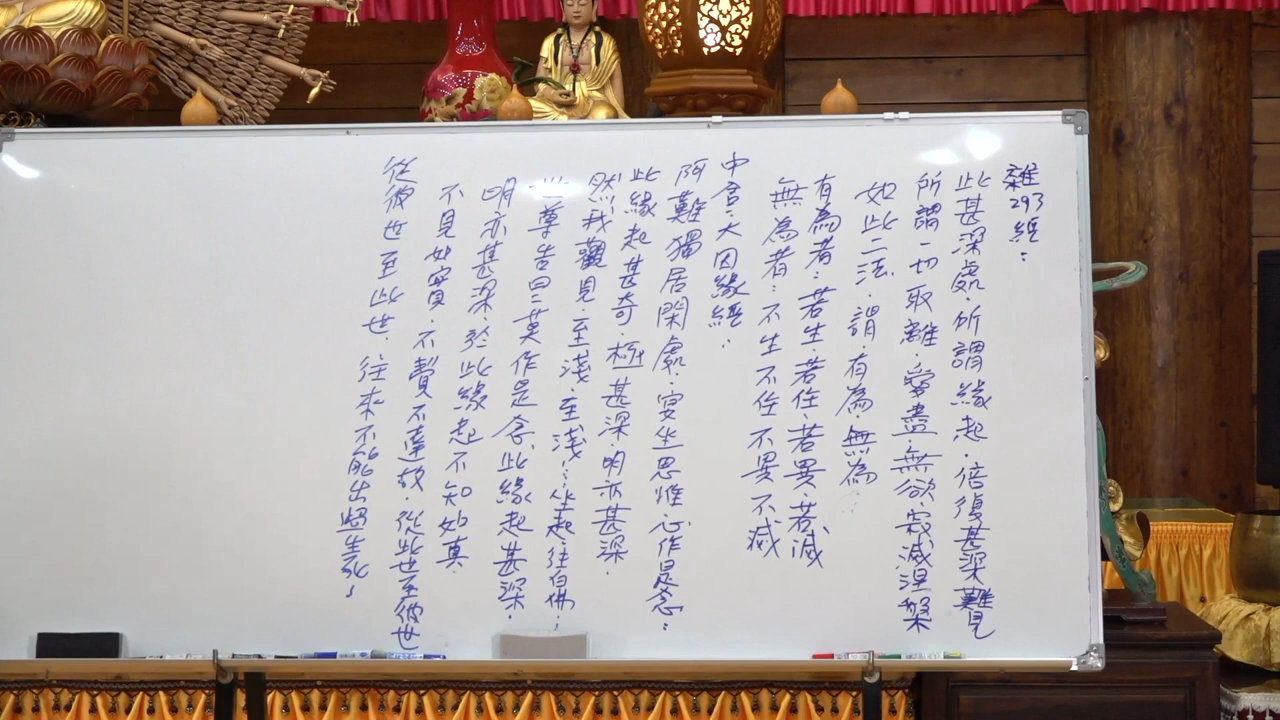 雜293經：
此甚深處．所謂緣起．倍復甚深難見
所謂一切取離．愛盡．無欲．寂滅涅槃
如此二法．謂．有為．無為．
有為者：若生．若住．若異．若滅
無為者：不生不住不異不滅
中含．大因緣經：
阿難獨居閑處．宴坐思惟．心作是念：
此緣起甚奇．極甚深．明亦甚深．
然．我觀見．至淺．至淺！．坐起．往白佛：
世尊告曰：莫作是念．此緣起甚深．
明亦甚深．於此緣起不知如真．
不見如實．不覺不達故．從此世至彼世
從彼世至此世．往來不能出過生死！